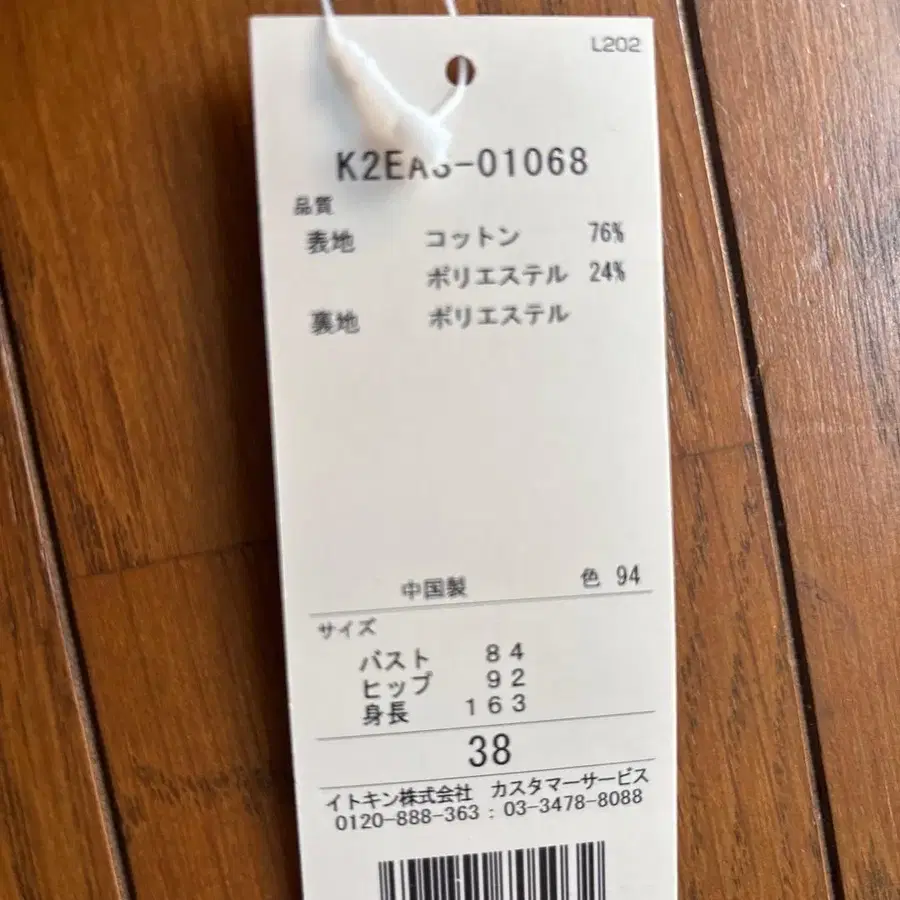 L202
K2EAS-01068
品質
表地 コットン 76%
ポリエステル 24%
裏地 ポリエステル
中国製 色 94
サイズ
バスト 84
ヒップ 92
身長 163
38
イトキン株式会社 カスタマーサービス
0120-888-363 : 03-3478-8088